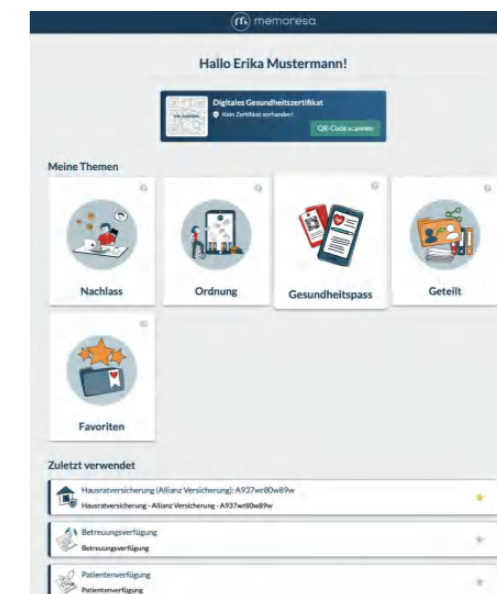 memoresa
Hallo Erika Mustermann!
Digitales Gesundheitszertifikat
Kein Zertifikat vorhanden!
QR-Code scannen
Meine Themen
Nachlass
Ordnung
Gesundheitspass
Geteilt
Favoriten
Zuletzt verwendet
Hausratversicherung (Allianz Versicherung): A937wr80w89w
Hausratversicherung - Allianz Versicherung - A937wr80w89w
Betreuungsverfügung
Betreuungsverfügung
Patientenverfügung
Patientenverfügung